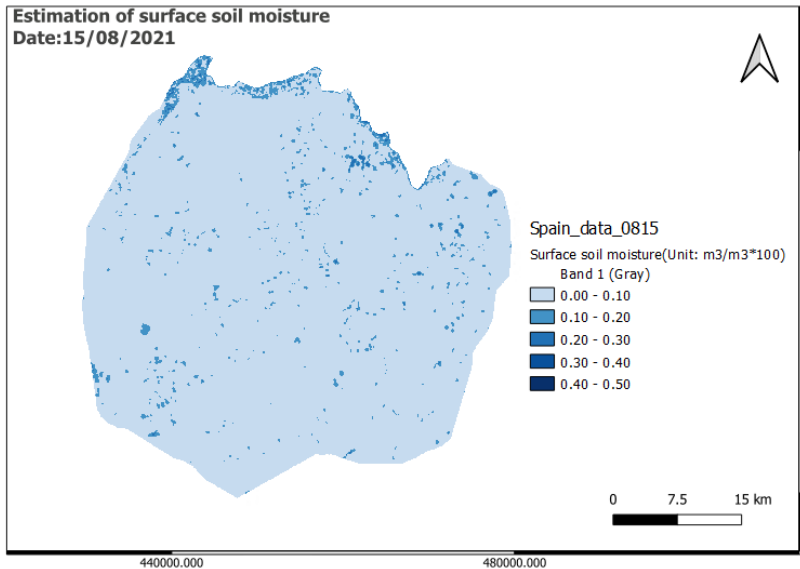 Estimation of surface soil moisture
Date:15/08/2021
Spain_data_0815
Surface soil moisture(Unit: m3/m3*100)
Band 1 (Gray)
0.00 - 0.10
0.10 - 0.20
0.20 - 0.30
0.30 - 0.40
0.40 - 0.50
0 7.5 15 km
440000.000 480000.000